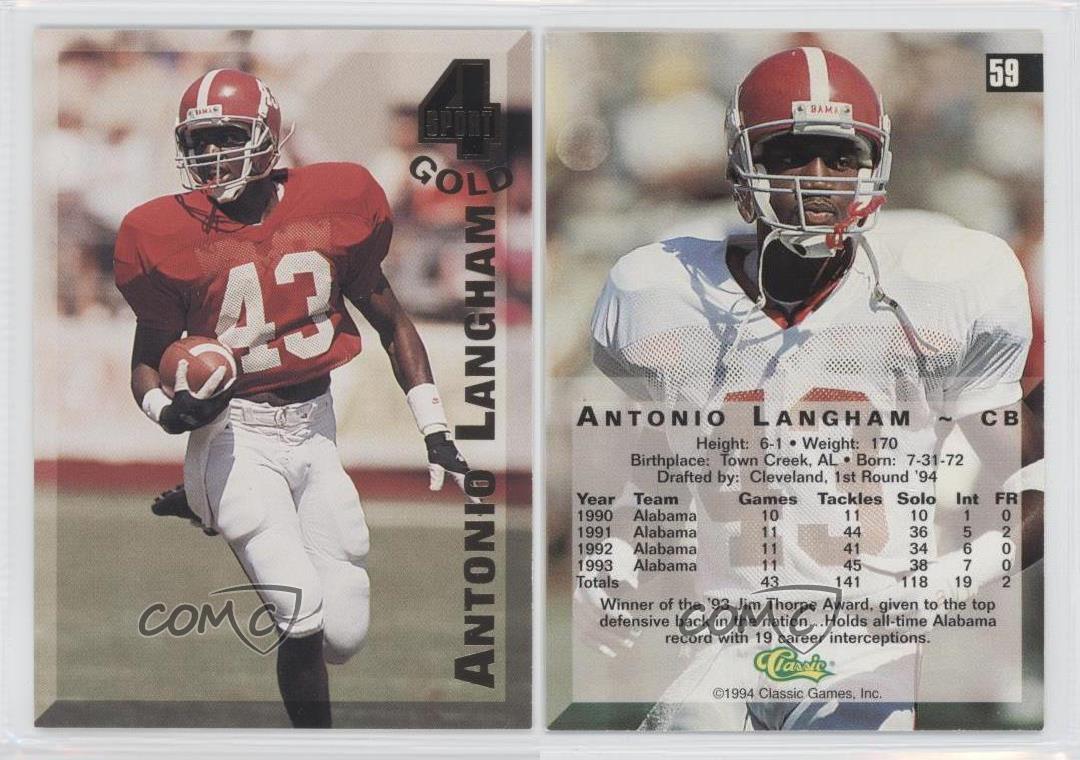 BAMA
4
SPORT
GOLD
43
ANTONIO LANGHAM
COMC
59
BAMA
43
ANTONIO LANGHAM ~ CB
Height: 6-1 • Weight: 170
Birthplace: Town Creek, AL • Born: 7-31-72
Drafted by: Cleveland, 1st Round '94
Year Team Games Tackles Solo Int FR
1990 Alabama 10 11 10 1 0
1991 Alabama 11 44 36 5 2
1992 Alabama 11 41 34 6 0
1993 Alabama 11 45 38 7 0
Totals 43 141 118 19 2
Winner of the '93 Jim Thorpe Award, given to the top
defensive back in the nation...Holds all-time Alabama
record with 19 career interceptions.
COMC
Classic
©1994 Classic Games, Inc.